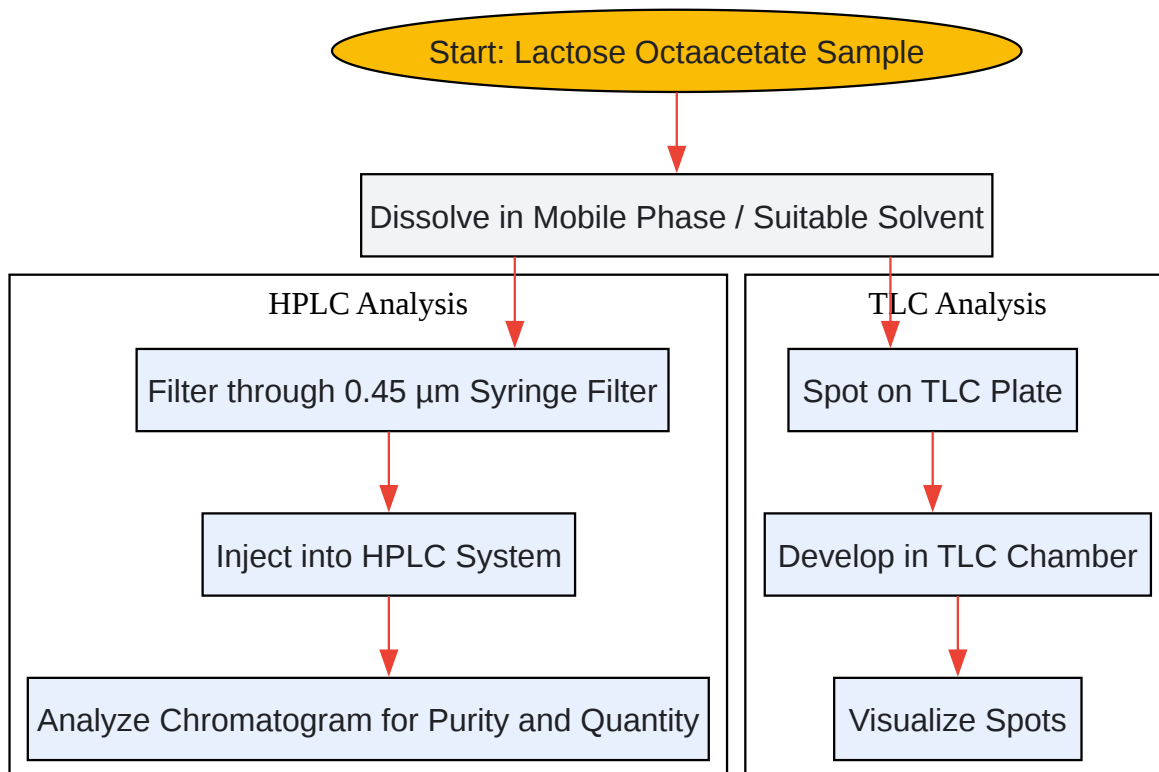 Start: Lactose Octaacetate Sample
Dissolve in Mobile Phase / Suitable Solvent
HPLC Analysis
Filter through 0.45 µm Syringe Filter
Inject into HPLC System
Analyze Chromatogram for Purity and Quantity
TLC Analysis
Spot on TLC Plate
Develop in TLC Chamber
Visualize Spots